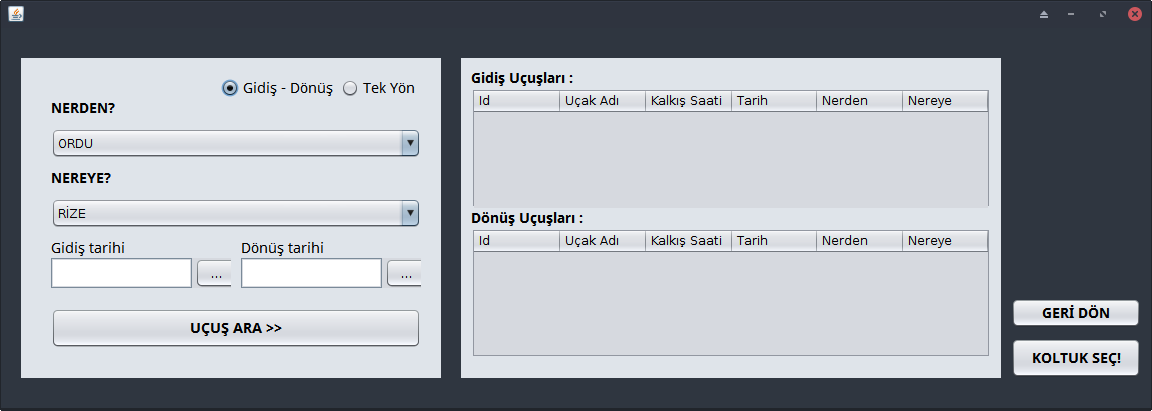 Gidiş - Dönüş Tek Yön
NERDEN?
ORDU
NEREYE?
RİZE
Gidiş tarihi Dönüş tarihi
... ...
UÇUŞ ARA >>
Gidiş Uçuşları :
Id Uçak Adı Kalkış Saati Tarih Nerden Nereye
Dönüş Uçuşları :
Id Uçak Adı Kalkış Saati Tarih Nerden Nereye
GERİ DÖN
KOLTUK SEÇ!